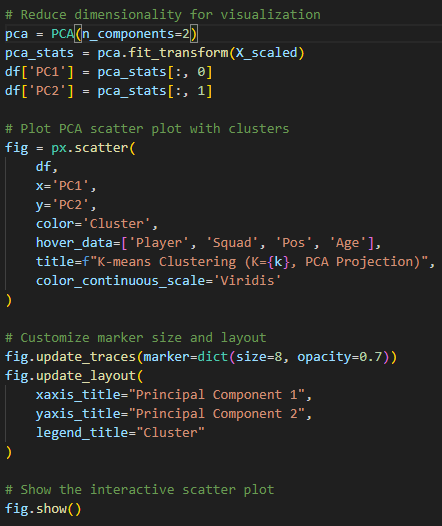 # Reduce dimensionality for visualization
pca = PCA(n_components=2)
pca_stats = pca.fit_transform(X_scaled)
df['PC1'] = pca_stats[:, 0]
df['PC2'] = pca_stats[:, 1]

# Plot PCA scatter plot with clusters
fig = px.scatter(
    df,
    x='PC1',
    y='PC2',
    color='Cluster',
    hover_data=['Player', 'Squad', 'Pos', 'Age'],
    title=f"K-means Clustering (K={k}, PCA Projection)",
    color_continuous_scale='Viridis'
)

# Customize marker size and layout
fig.update_traces(marker=dict(size=8, opacity=0.7))
fig.update_layout(
    xaxis_title="Principal Component 1",
    yaxis_title="Principal Component 2",
    legend_title="Cluster"
)

# Show the interactive scatter plot
fig.show()